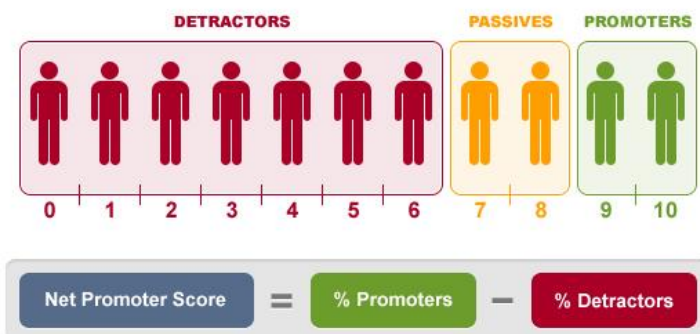 DETRACTORS PASSIVES PROMOTERS
0 1 2 3 4 5 6 7 8 9 10
Net Promoter Score = % Promoters − % Detractors